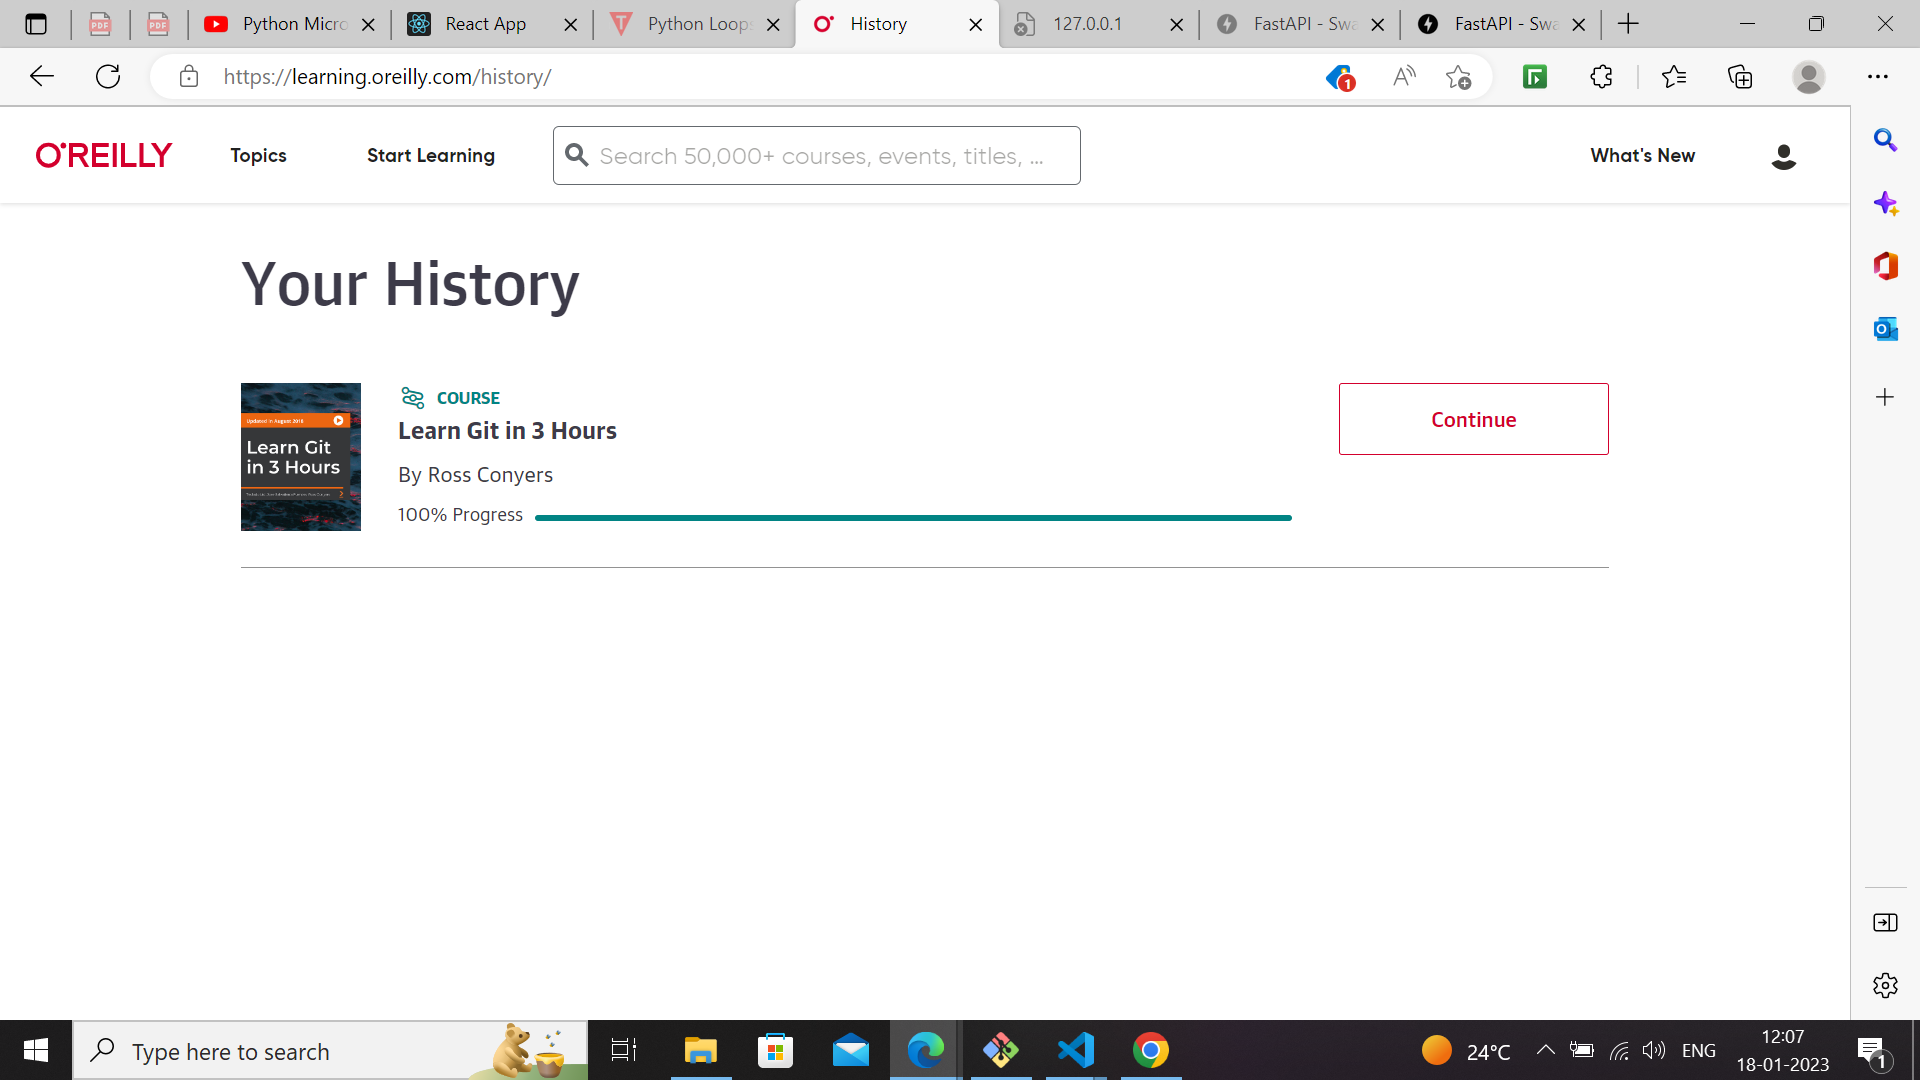 Python Micro
React App
Python Loop
History
127.0.0.1
FastAPI - Swa
FastAPI - Swa
https://learning.oreilly.com/history/
1
O'REILLY
Topics
Start Learning
Search 50,000+ courses, events, titles, ...
What's New
Your History
Updated in August 2019
Learn Git
in 3 Hours
COURSE
Learn Git in 3 Hours
By Ross Conyers
100% Progress
Continue
Type here to search
24°C
ENG
12:07
18-01-2023
1